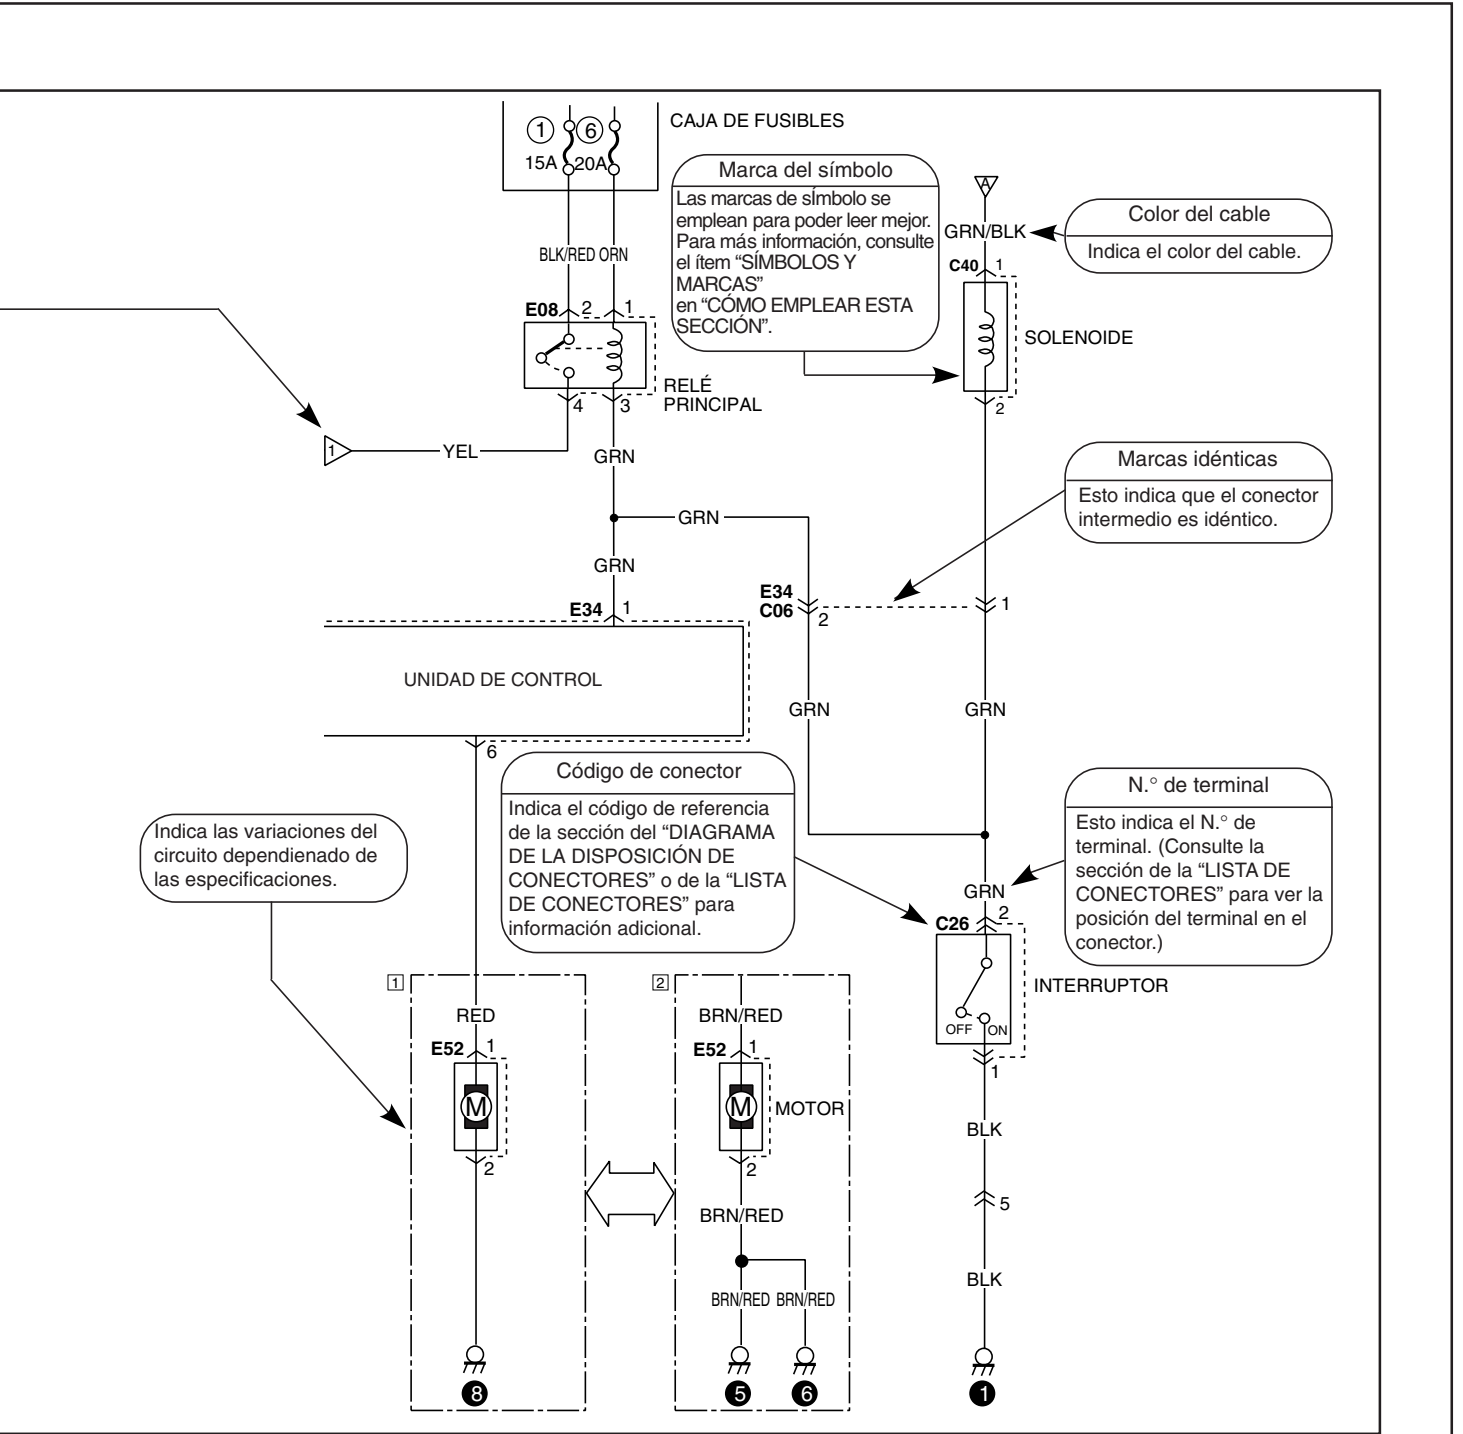 CAJA DE FUSIBLES
1 6
15A 20A
Marca del símbolo
Las marcas de símbolo se
emplean para poder leer mejor.
Para más información, consulte
el ítem “SÍMBOLOS Y
MARCAS”
en “CÓMO EMPLEAR ESTA
SECCIÓN”.
A
GRN/BLK
Color del cable
Indica el color del cable.
BLK/RED ORN
C40 1
E08 2 1
SOLENOIDE
RELÉ
PRINCIPAL
4 3
2
1
YEL
GRN
Marcas idénticas
Esto indica que el conector
intermedio es idéntico.
GRN
GRN
E34
C06
2
1
E34 1
UNIDAD DE CONTROL
GRN
GRN
6
Código de conector
Indica el código de referencia
de la sección del “DIAGRAMA
DE LA DISPOSICIÓN DE
CONECTORES” o de la “LISTA
DE CONECTORES” para
información adicional.
N.° de terminal
Esto indica el N.° de
terminal. (Consulte la
sección de la “LISTA DE
CONECTORES” para ver la
posición del terminal en el
conector.)
Indica las variaciones del
circuito dependienado de
las especificaciones.
GRN
C26 2
INTERRUPTOR
OFF ON
1
1
RED
E52 1
M
2
2
BRN/RED
E52 1
M
MOTOR
2
BLK
BRN/RED
5
BLK
BRN/RED BRN/RED
8
5
6
1